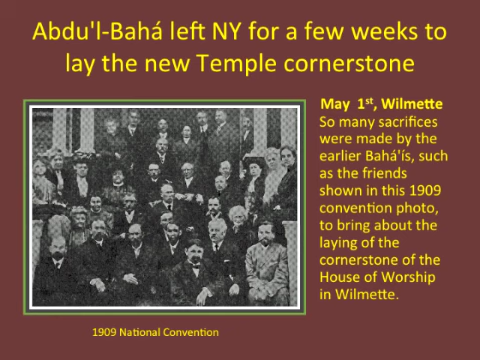 Abdu'l-Bahá left NY for a few weeks to
lay the new Temple cornerstone
May 1st, Wilmette
So many sacrifices
were made by the
earlier Bahá'ís, such
as the friends
shown in this 1909
convention photo,
to bring about the
laying of the
cornerstone of the
House of Worship
in Wilmette.
1909 National Convention